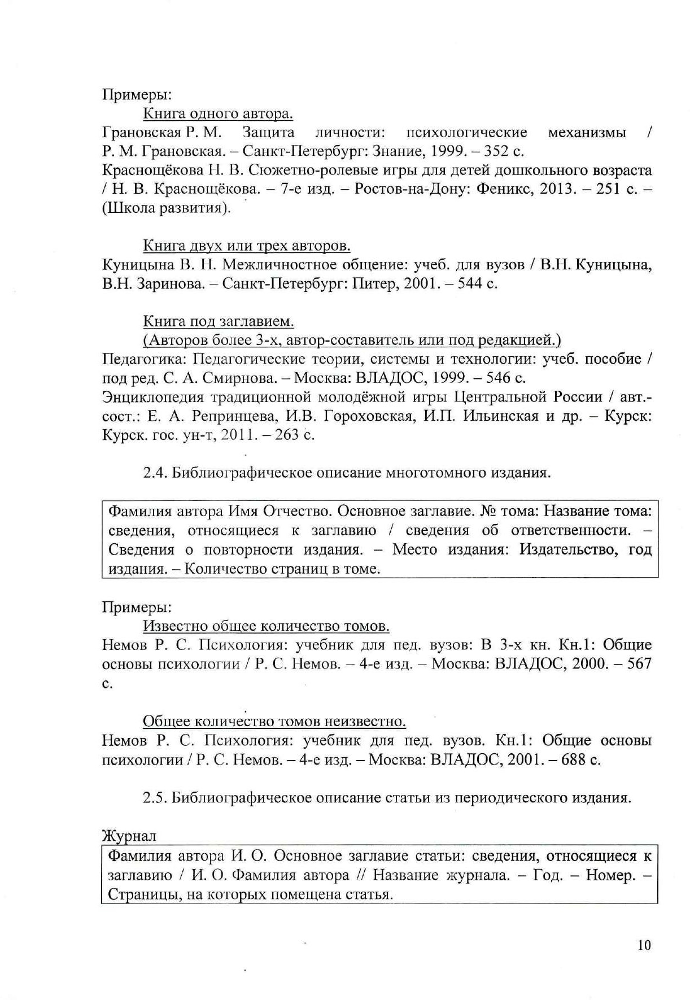 Примеры:
Книга одного автора.
Грановская Р. М. Защита личности: психологические механизмы /
Р. М. Грановская. – Санкт-Петербург: Знание, 1999. – 352 с.
Краснощёкова Н. В. Сюжетно-ролевые игры для детей дошкольного возраста
/ Н. В. Краснощёкова. – 7-е изд. – Ростов-на-Дону: Феникс, 2013. – 251 с. –
(Школа развития).
Книга двух или трех авторов.
Куницына В. Н. Межличностное общение: учеб. для вузов / В.Н. Куницына,
В.Н. Заринова. – Санкт-Петербург: Питер, 2001. – 544 с.
Книга под заглавием.
(Авторов более 3-х, автор-составитель или под редакцией.)
Педагогика: Педагогические теории, системы и технологии: учеб. пособие /
под ред. С. А. Смирнова. – Москва: ВЛАДОС, 1999. – 546 с.
Энциклопедия традиционной молодёжной игры Центральной России / авт.-
сост.: Е. А. Репринцева, И.В. Гороховская, И.П. Ильинская и др. – Курск:
Курск. гос. ун-т, 2011. – 263 с.
2.4. Библиографическое описание многотомного издания.
Фамилия автора Имя Отчество. Основное заглавие. № тома: Название тома:
сведения, относящиеся к заглавию / сведения об ответственности. –
Сведения о повторности издания. – Место издания: Издательство, год
издания. – Количество страниц в томе.
Примеры:
Известно общее количество томов.
Немов Р. С. Психология: учебник для пед. вузов: В 3-х кн. Кн.1: Общие
основы психологии / Р. С. Немов. – 4-е изд. – Москва: ВЛАДОС, 2000. – 567
с.
Общее количество томов неизвестно.
Немов Р. С. Психология: учебник для пед. вузов. Кн.1: Общие основы
психологии / Р. С. Немов. – 4-е изд. – Москва: ВЛАДОС, 2001. – 688 с.
2.5. Библиографическое описание статьи из периодического издания.
Журнал
Фамилия автора И. О. Основное заглавие статьи: сведения, относящиеся к
заглавию / И. О. Фамилия автора // Название журнала. – Год. – Номер. –
Страницы, на которых помещена статья.
10